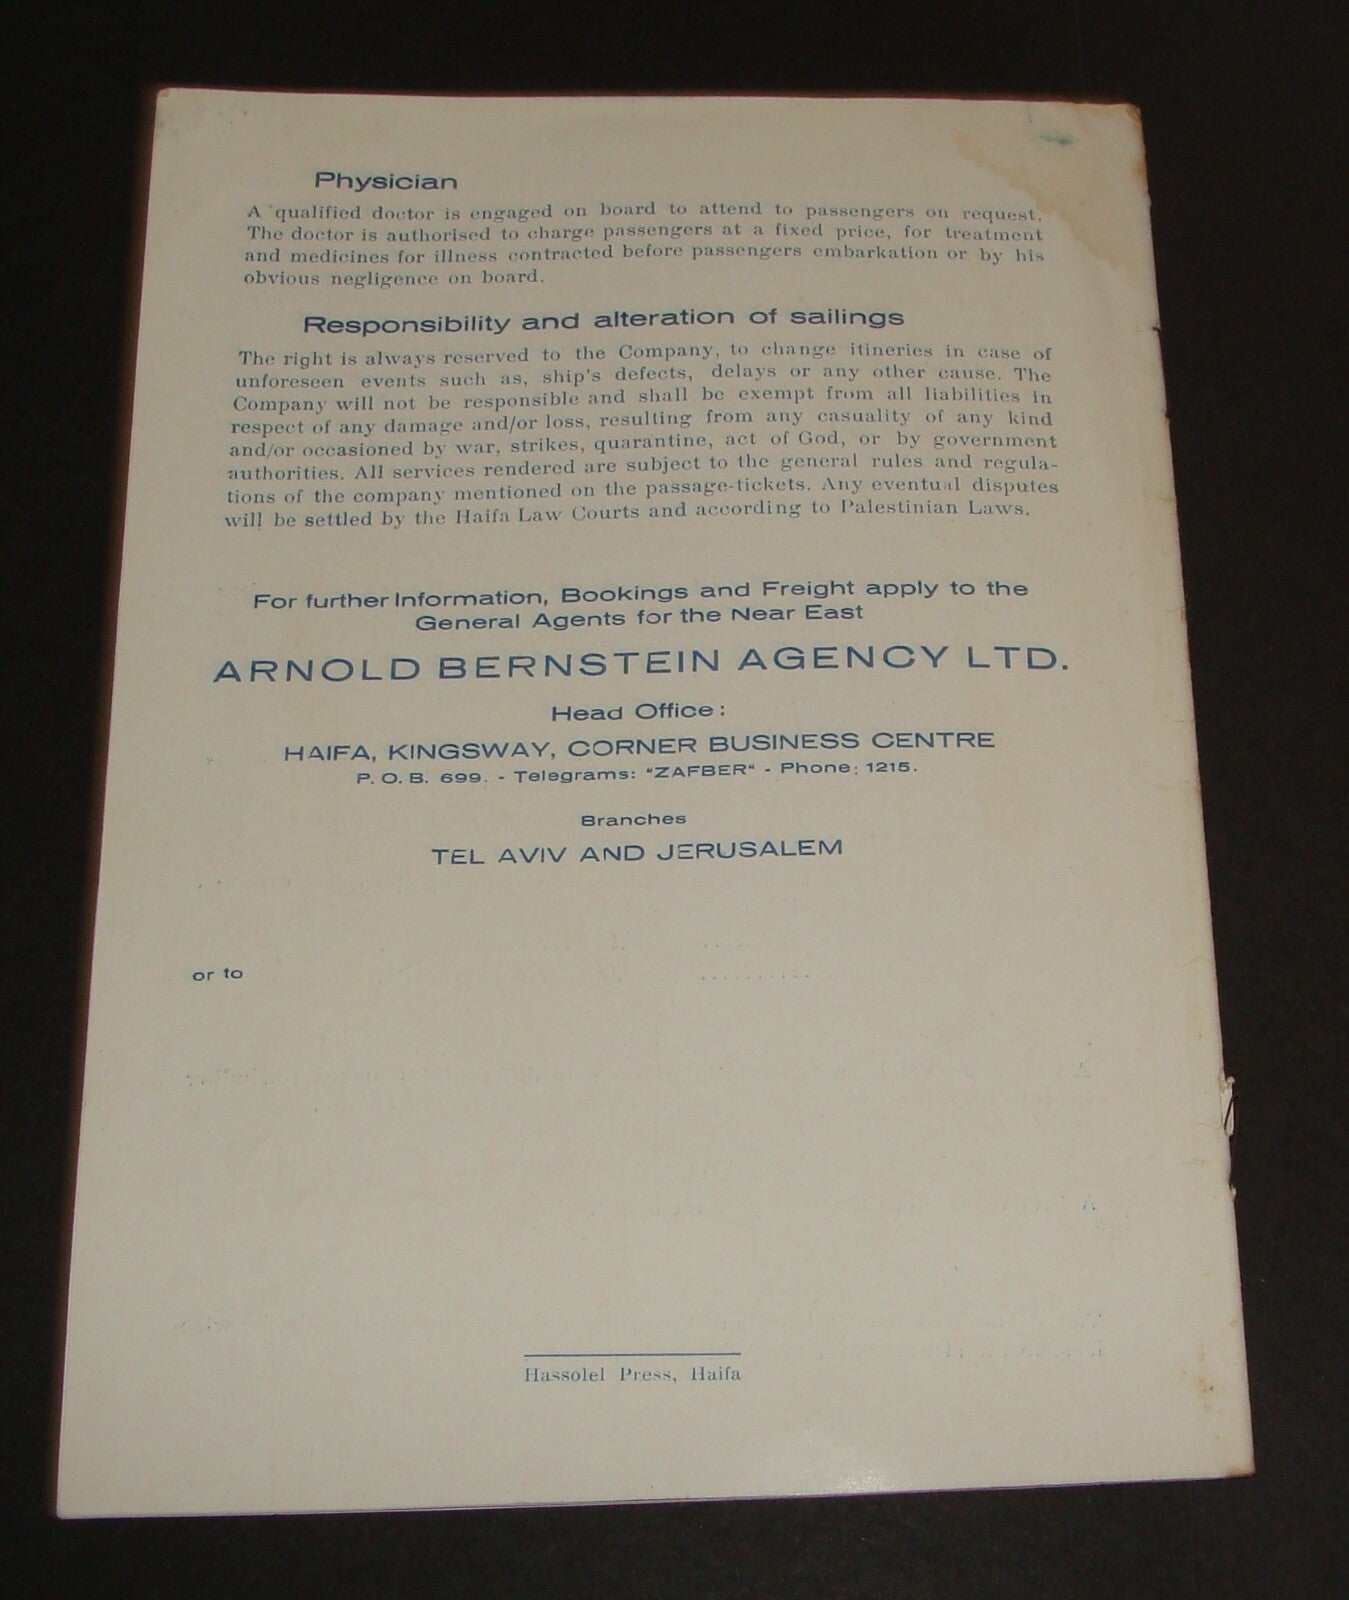 Physician
A qualified doctor is engaged on board to attend to passengers on request.
The doctor is authorised to charge passengers at a fixed price, for treatment
and medicines for illness contracted before passengers embarkation or by his
obvious negligence on board.
Responsibility and alteration of sailings
The right is always reserved to the Company, to change itineries in case of
unforeseen events such as, ship's defects, delays or any other cause. The
Company will not be responsible and shall be exempt from all liabilities in
respect of any damage and/or loss, resulting from any casuality of any kind
and/or occasioned by war, strikes, quarantine, act of God, or by government
authorities. All services rendered are subject to the general rules and regula-
tions of the company mentioned on the passage-tickets. Any eventual disputes
will be settled by the Haifa Law Courts and according to Palestinian Laws.
For further Information, Bookings and Freight apply to the
General Agents for the Near East
ARNOLD BERNSTEIN AGENCY LTD.
Head Office:
HAIFA, KINGSWAY, CORNER BUSINESS CENTRE
P. O. B. 699. - Telegrams: "ZAFBER" - Phone: 1215.
Branches
TEL AVIV AND JERUSALEM
or to
Hassolel Press, Haifa